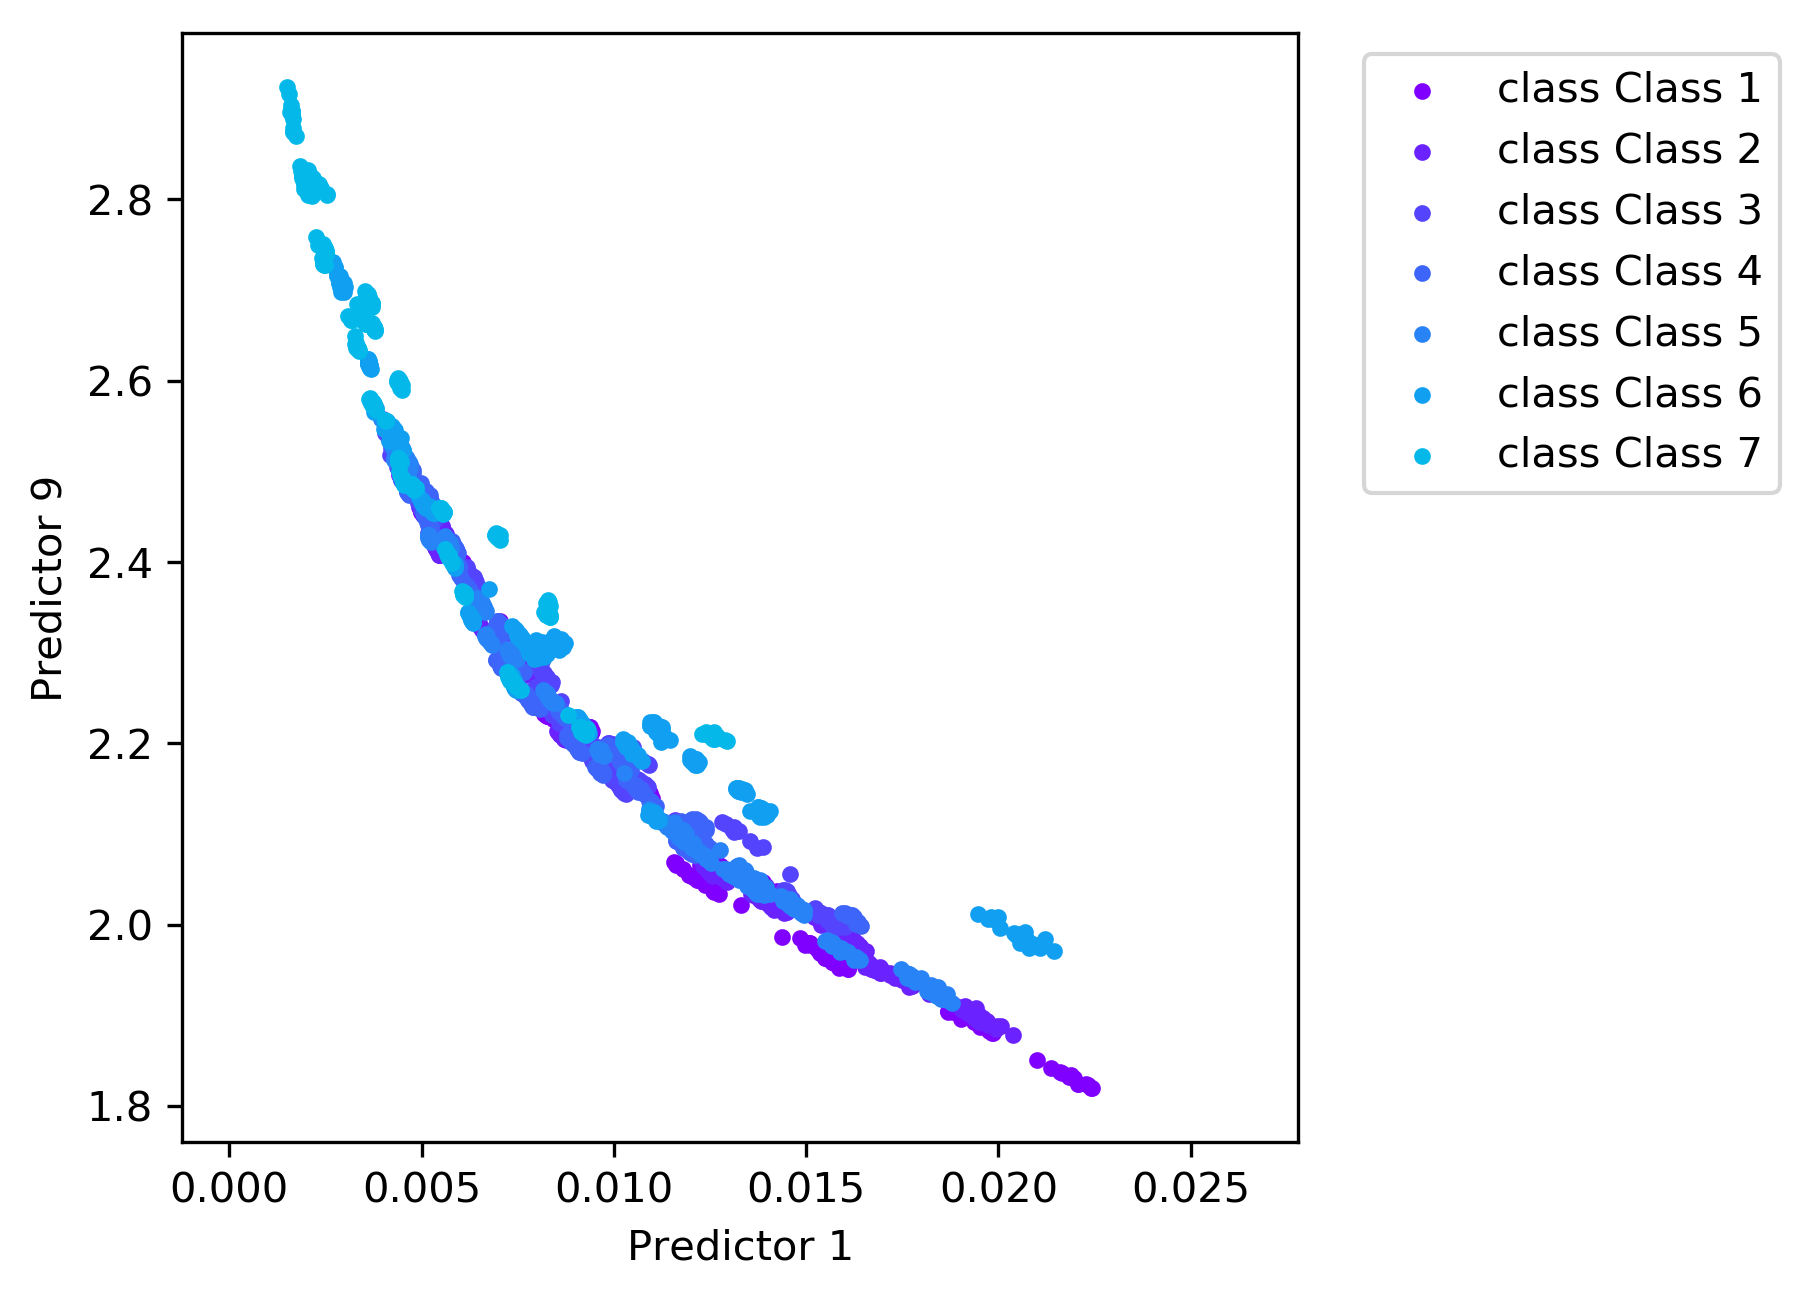 class Class 1
class Class 2
class Class 3
class Class 4
class Class 5
class Class 6
class Class 7
Predictor 9
2.8
2.6
2.4
2.2
2.0
1.8
0.000 0.005 0.010 0.015 0.020 0.025
Predictor 1